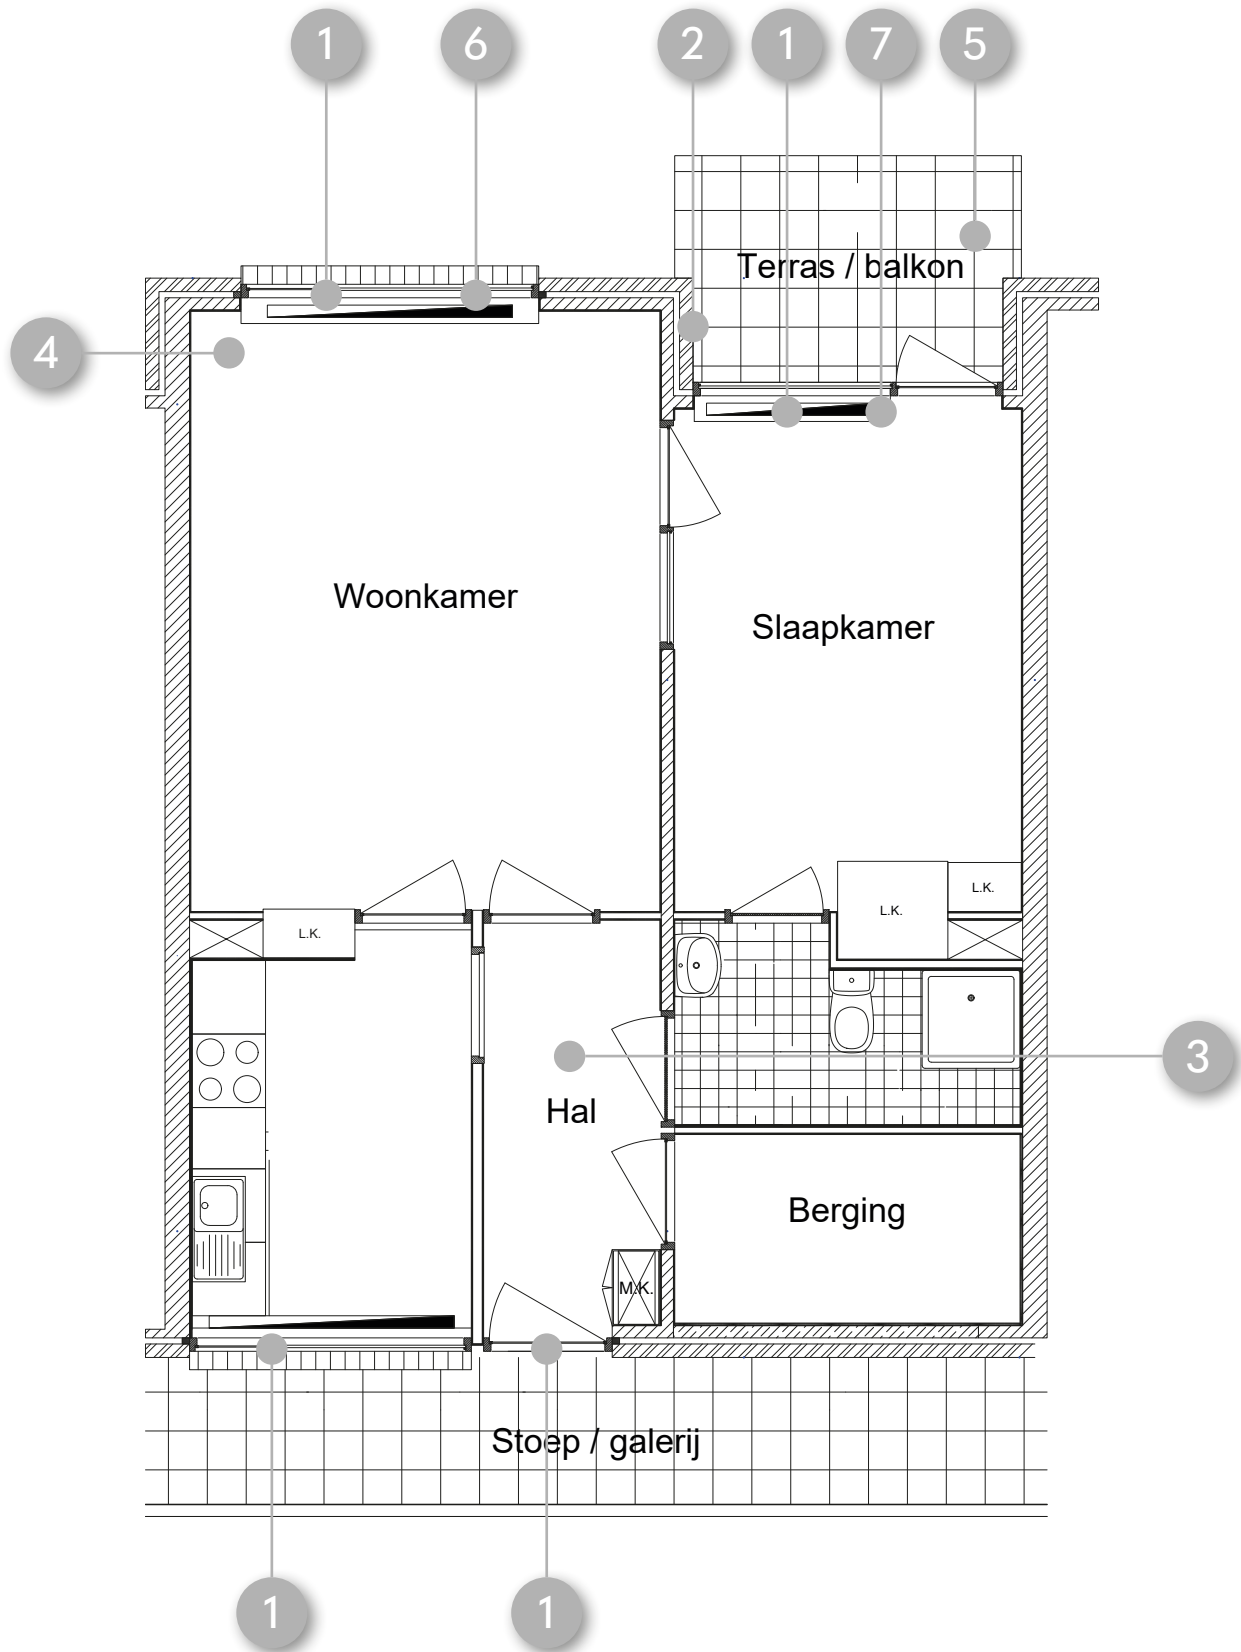 1 6 2 1 7 5
Terras / balkon
4
Woonkamer
Slaapkamer
L.K.
L.K.
L.K.
3
Hal
Berging
M.K.
Stoep / galerij
1 1